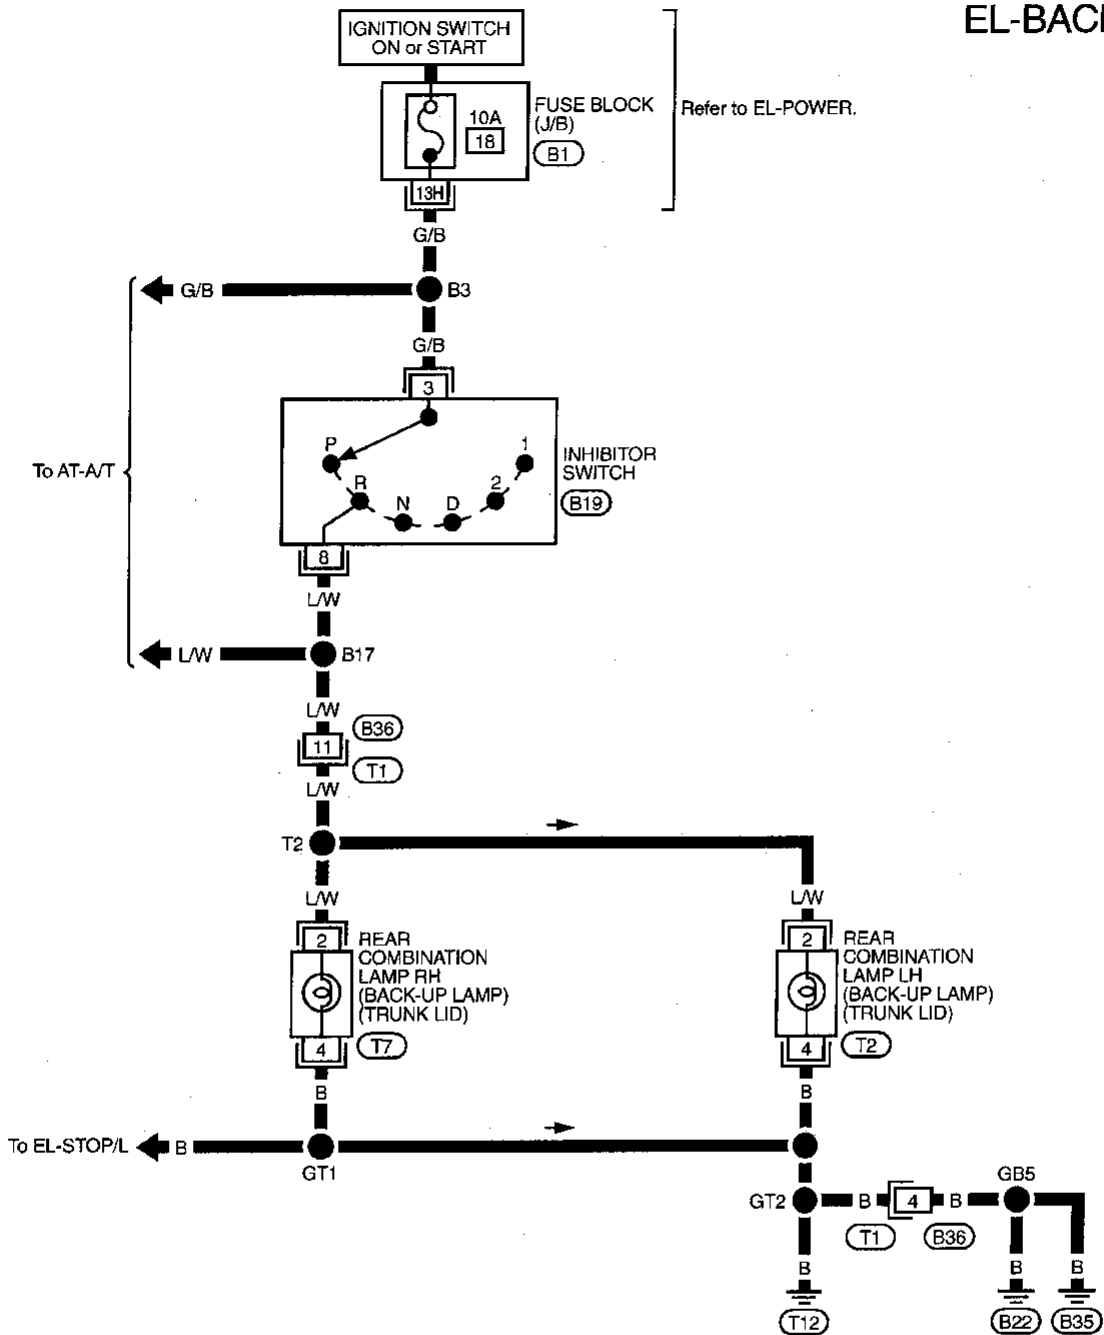 EL-BAC
IGNITION SWITCH
ON or START
FUSE BLOCK
(J/B)
10A
18
B1
Refer to EL-POWER.
13H
G/B
G/B
B3
G/B
3
To AT-A/T
P
R
N
D
2
1
INHIBITOR
SWITCH
B19
8
L/W
L/W
B17
L/W
B36
11
T1
L/W
T2
L/W
L/W
2
REAR
COMBINATION
LAMP RH
(BACK-UP LAMP)
(TRUNK LID)
4
T7
2
REAR
COMBINATION
LAMP LH
(BACK-UP LAMP)
(TRUNK LID)
4
T2
B
B
To EL-STOP/L
B
GT1
GT2
B
4
B
GB5
T1
B36
B
B
B
T12
B22
B35